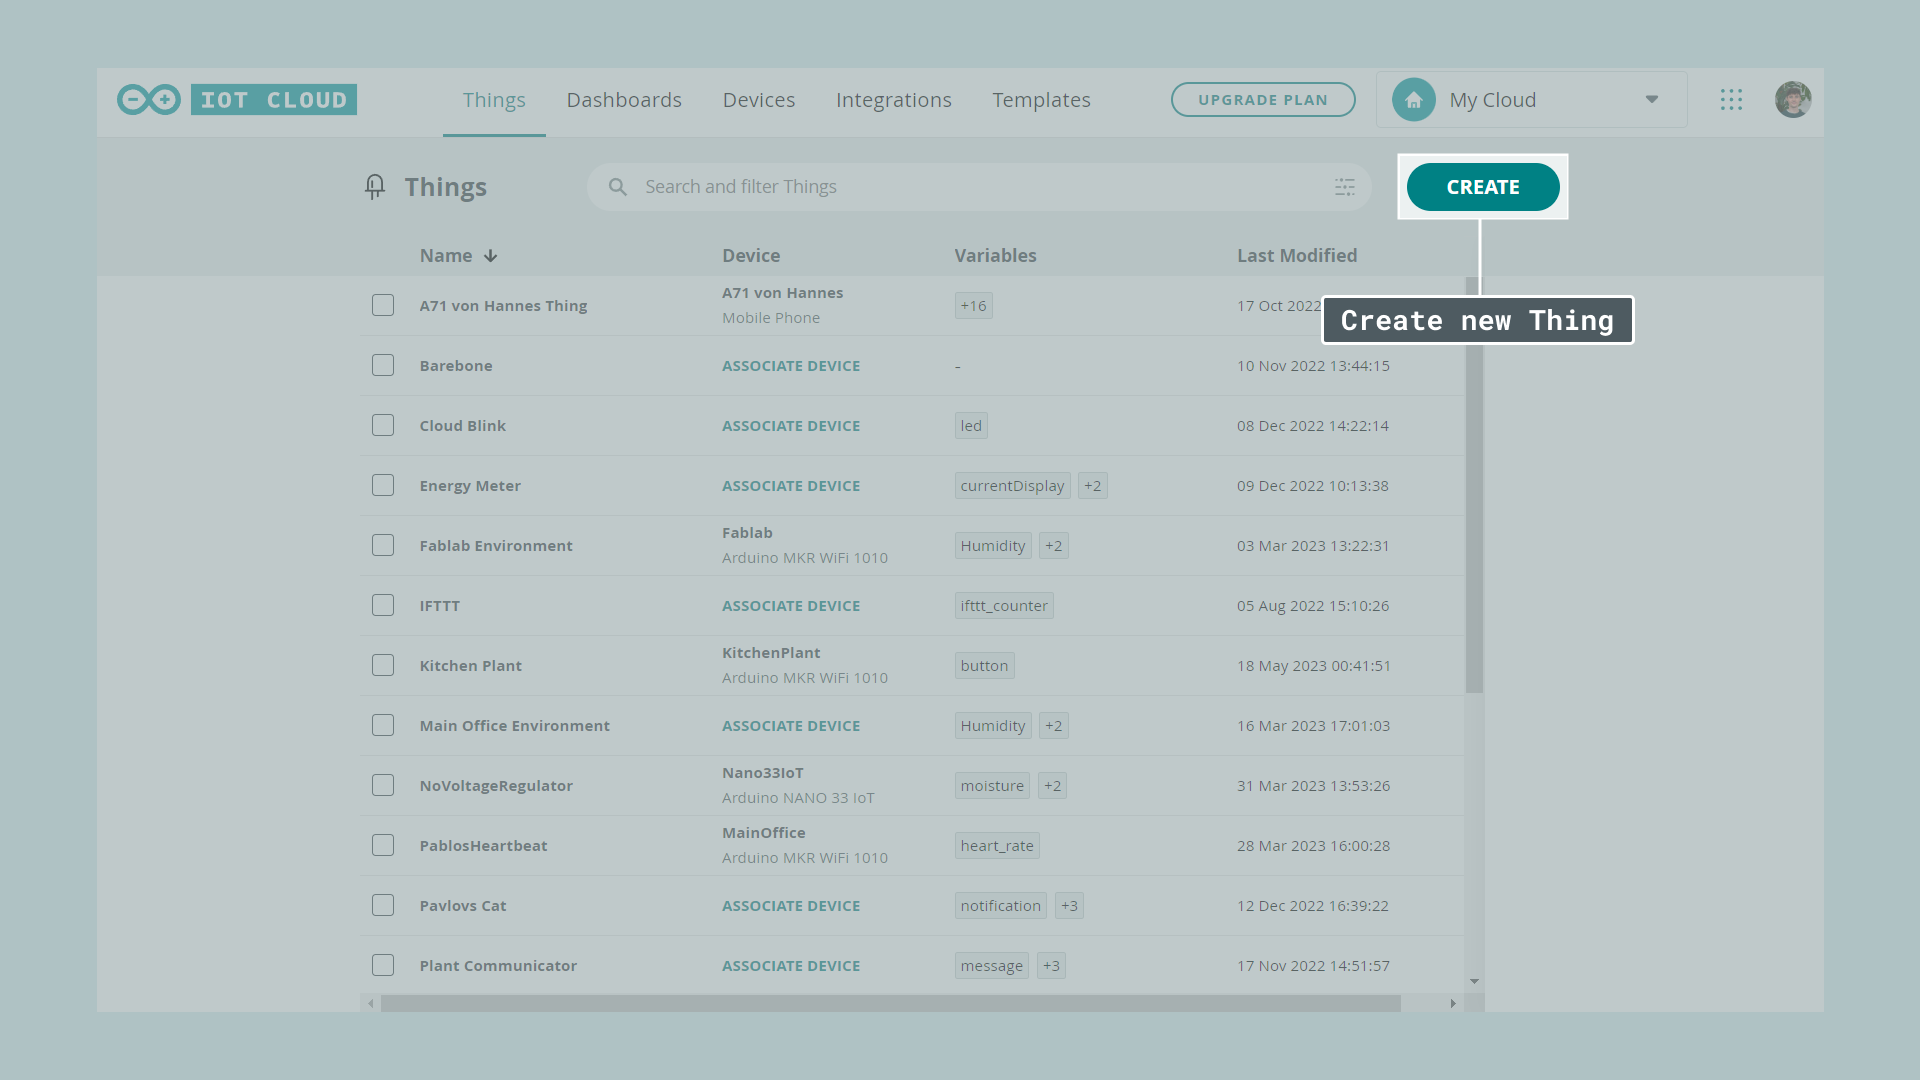 IOT CLOUD
Things Dashboards Devices Integrations Templates UPGRADE PLAN My Cloud
Things Search and filter Things CREATE
Name Device Variables Last Modified
A71 von Hannes Thing A71 von Hannes +16 17 Oct 2022
Mobile Phone
Create new Thing
Barebone ASSOCIATE DEVICE - 10 Nov 2022 13:44:15
Cloud Blink ASSOCIATE DEVICE led 08 Dec 2022 14:22:14
Energy Meter ASSOCIATE DEVICE currentDisplay +2 09 Dec 2022 10:13:38
Fablab Environment Fablab Humidity +2 03 Mar 2023 13:22:31
Arduino MKR WiFi 1010
IFTTT ASSOCIATE DEVICE ifttt_counter 05 Aug 2022 15:10:26
Kitchen Plant KitchenPlant button 18 May 2023 00:41:51
Arduino MKR WiFi 1010
Main Office Environment ASSOCIATE DEVICE Humidity +2 16 Mar 2023 17:01:03
NoVoltageRegulator Nano33IoT moisture +2 31 Mar 2023 13:53:26
Arduino NANO 33 IoT
PablosHeartbeat MainOffice heart_rate 28 Mar 2023 16:00:28
Arduino MKR WiFi 1010
Pavlovs Cat ASSOCIATE DEVICE notification +3 12 Dec 2022 16:39:22
Plant Communicator ASSOCIATE DEVICE message +3 17 Nov 2022 14:51:57